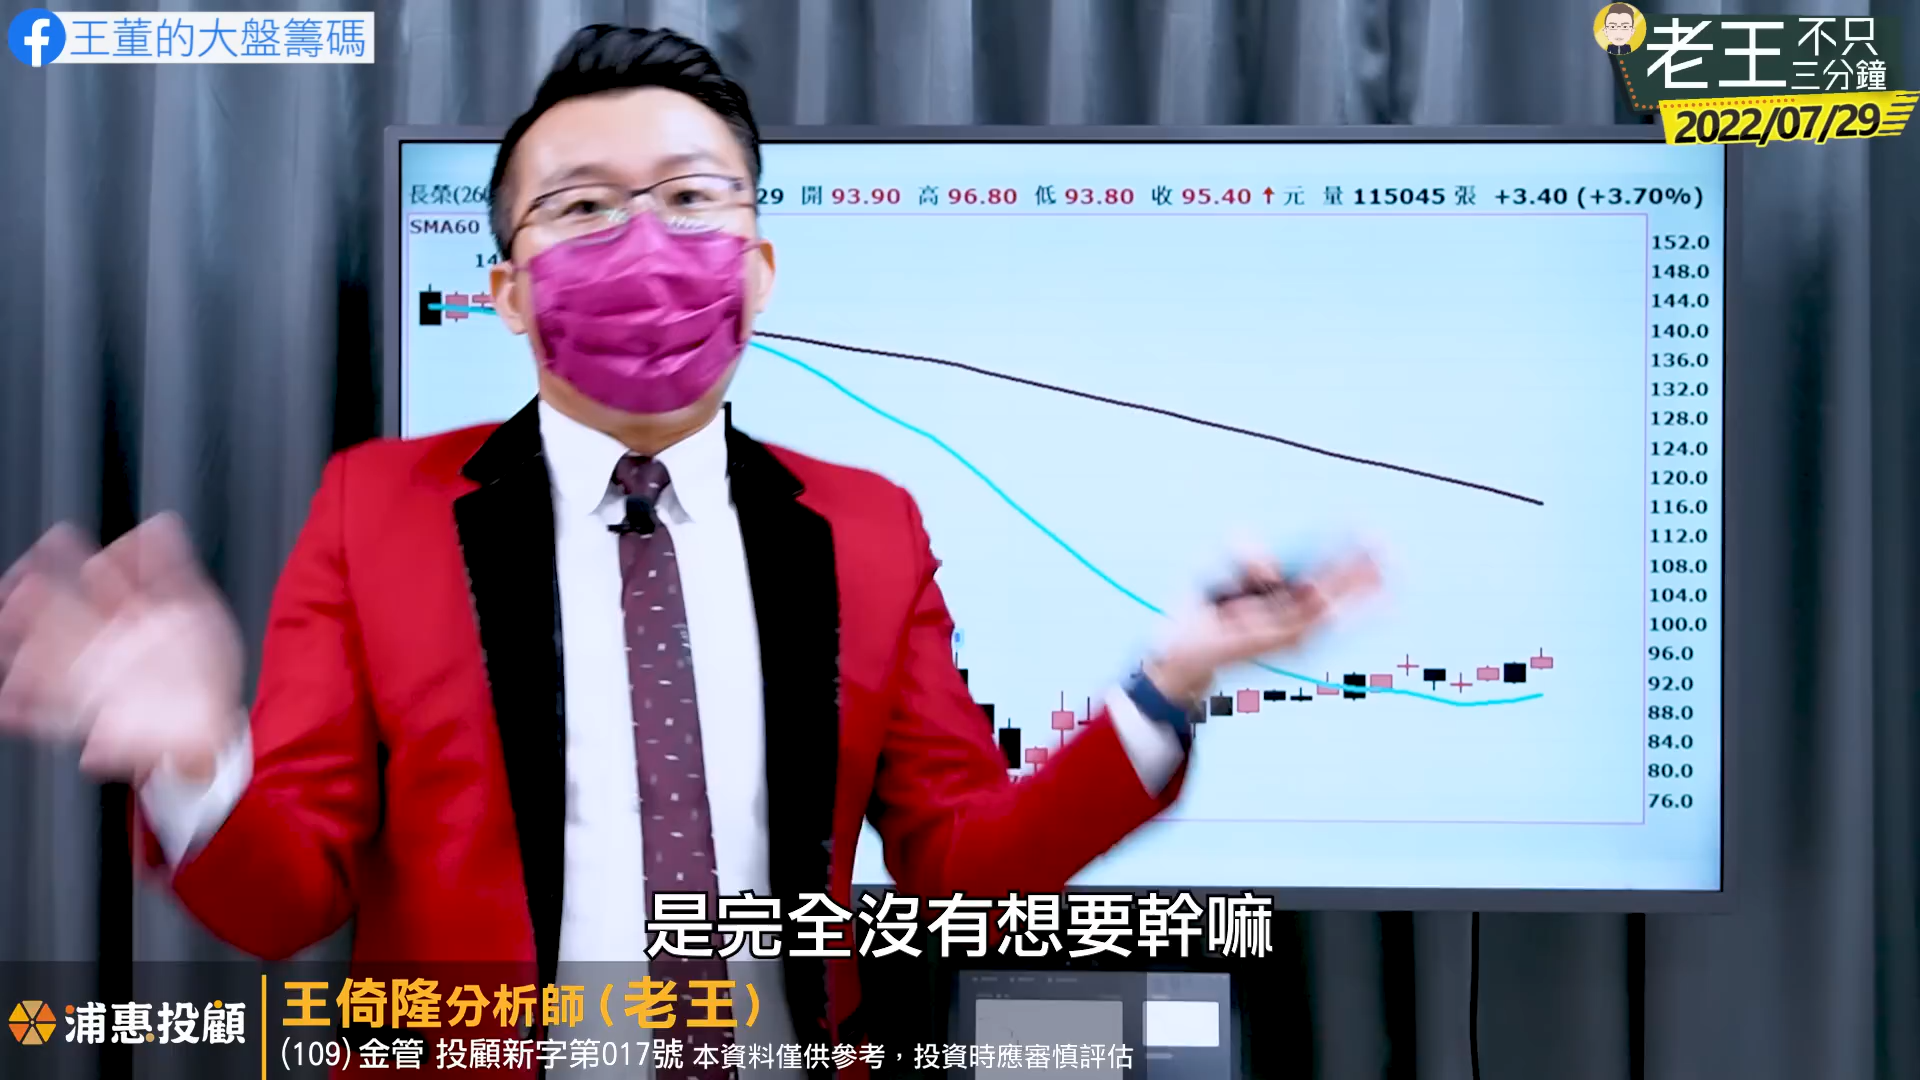 王董的大盤籌碼
老王 不只三分鐘
2022/07/29
長榮(26
29 開 93.90 高 96.80 低 93.80 收 95.40 ↑ 元 量 115045 張 +3.40 (+3.70%)
SMA60
14
152.0
148.0
144.0
140.0
136.0
132.0
128.0
124.0
120.0
116.0
112.0
108.0
104.0
100.0
96.0
92.0
88.0
84.0
80.0
76.0
是完全沒有想要幹嘛
浦惠投顧
王倚隆分析師(老王)
(109) 金管 投顧新字第017號 本資料僅供參考，投資時應審慎評估